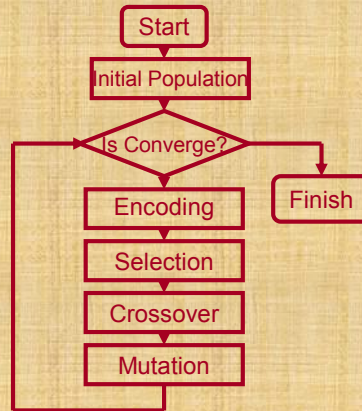 Start
Initial Population
Is Converge?
Encoding
Finish
Selection
Crossover
Mutation